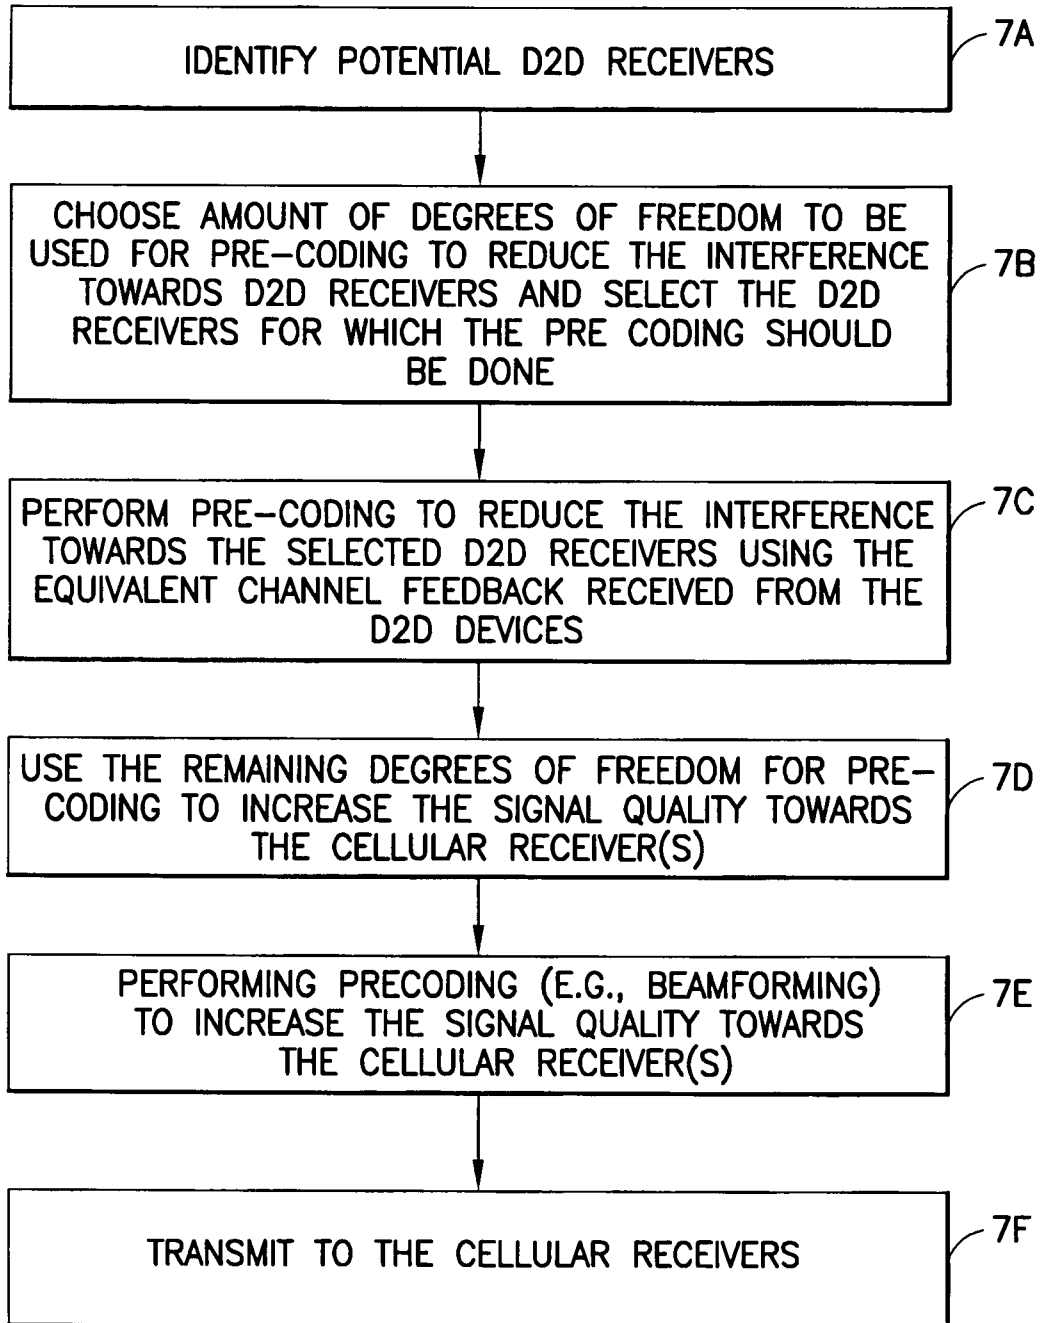 IDENTIFY POTENTIAL D2D RECEIVERS
7A
CHOOSE AMOUNT OF DEGREES OF FREEDOM TO BE
USED FOR PRE-CODING TO REDUCE THE INTERFERENCE
TOWARDS D2D RECEIVERS AND SELECT THE D2D
RECEIVERS FOR WHICH THE PRE CODING SHOULD
BE DONE
7B
PERFORM PRE-CODING TO REDUCE THE INTERFERENCE
TOWARDS THE SELECTED D2D RECEIVERS USING THE
EQUIVALENT CHANNEL FEEDBACK RECEIVED FROM THE
D2D DEVICES
7C
USE THE REMAINING DEGREES OF FREEDOM FOR PRE-
CODING TO INCREASE THE SIGNAL QUALITY TOWARDS
THE CELLULAR RECEIVER(S)
7D
PERFORMING PRECODING (E.G., BEAMFORMING)
TO INCREASE THE SIGNAL QUALITY TOWARDS
THE CELLULAR RECEIVER(S)
7E
TRANSMIT TO THE CELLULAR RECEIVERS
7F